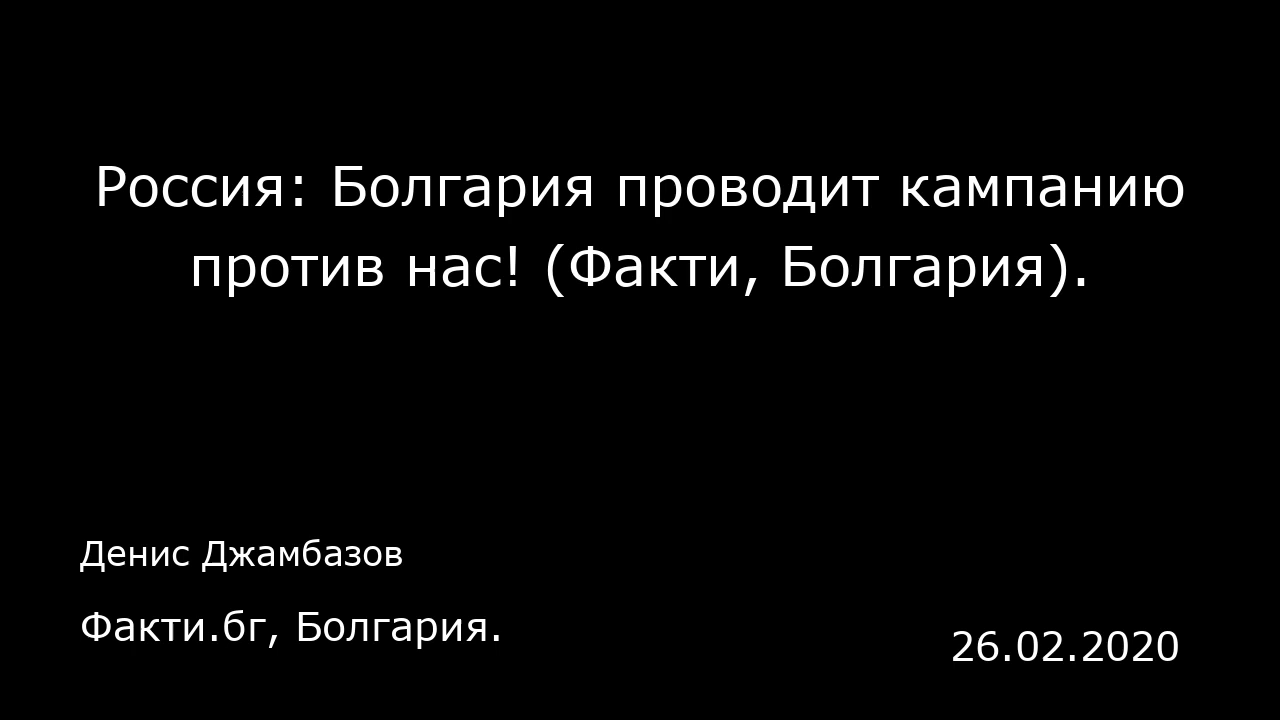 Россия: Болгария проводит кампанию
против нас! (Факти, Болгария).
Денис Джамбазов
Факти.бг, Болгария.
26.02.2020